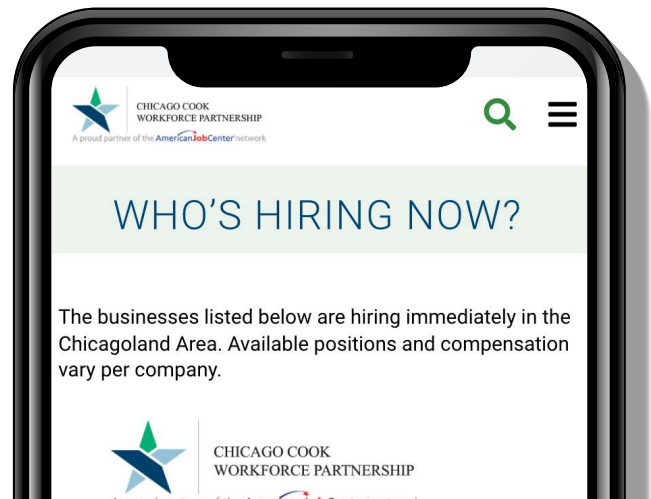 CHICAGO COOK
WORKFORCE PARTNERSHIP
A proud partner of the AmericanJobCenter network
WHO'S HIRING NOW?
The businesses listed below are hiring immediately in the
Chicagoland Area. Available positions and compensation
vary per company.
CHICAGO COOK
WORKFORCE PARTNERSHIP